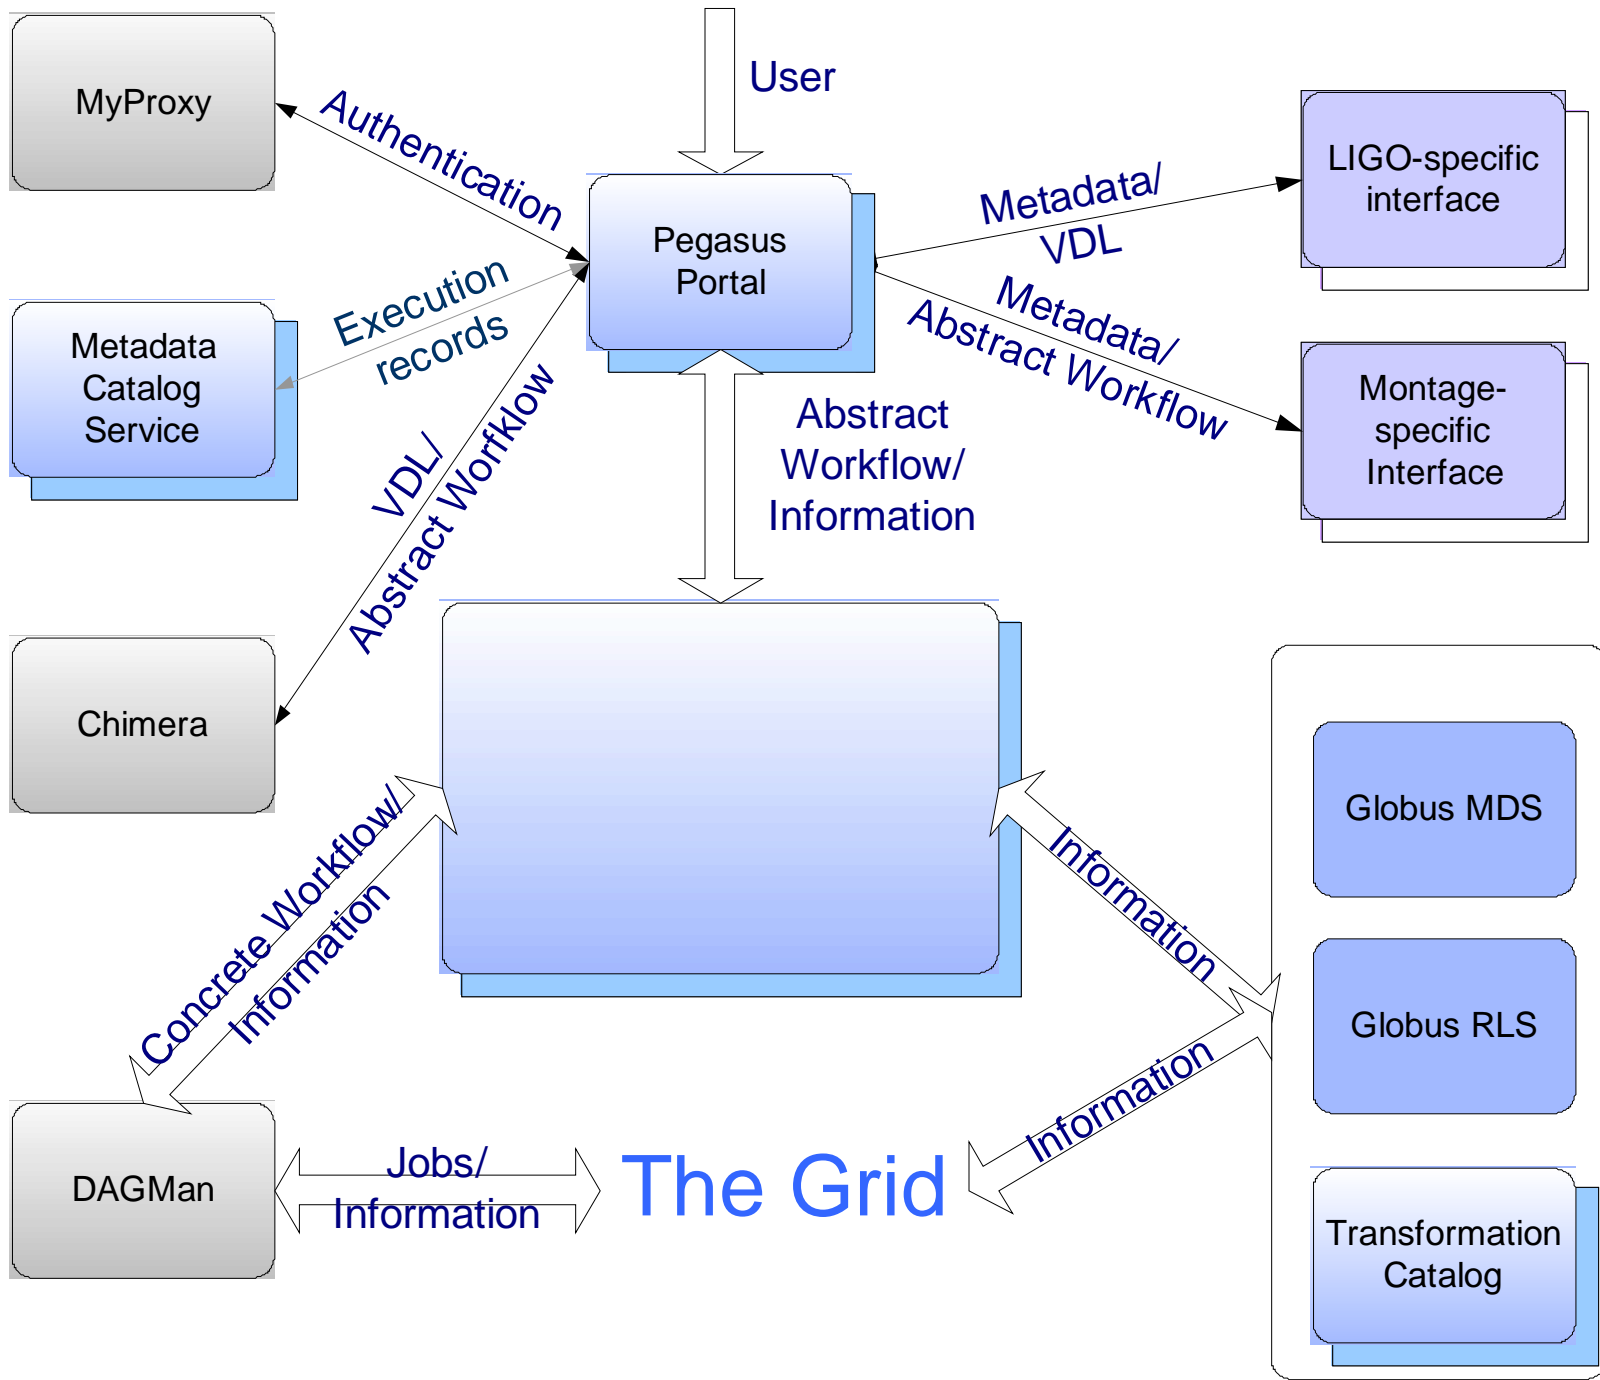 MyProxy
Authentication
User
Pegasus
Portal
Metadata/
VDL
LIGO-specific
interface
Metadata
Catalog
Service
Execution
records
Metadata/
Abstract Workflow
Montage-
specific
Interface
VDL/
Abstract Worfklow
Abstract
Workflow/
Information
Chimera
Concrete Workflow/
Information
Information
Globus MDS
Globus RLS
Information
DAGMan
Jobs/
Information
The Grid
Transformation
Catalog